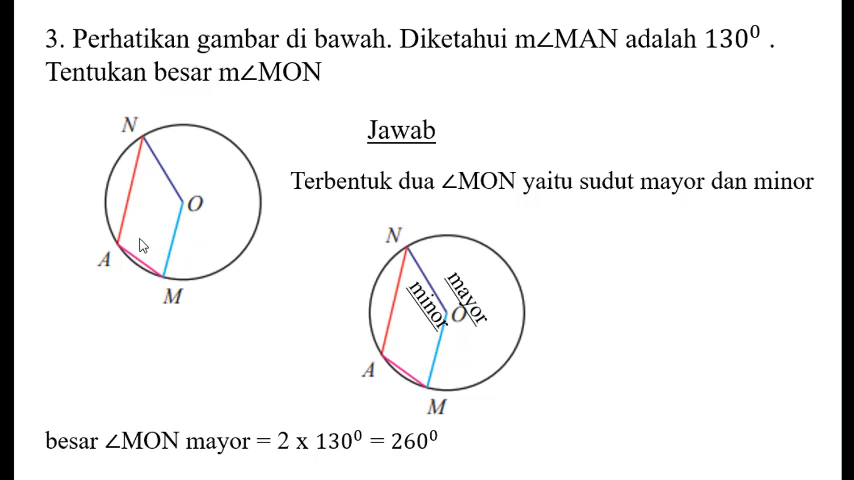 3. Perhatikan gambar di bawah. Diketahui m∠MAN adalah 130⁰ .
Tentukan besar m∠MON
Jawab
Terbentuk dua ∠MON yaitu sudut mayor dan minor
N
O
A
M
N
minor
mayor
O
A
M
besar ∠MON mayor = 2 x 130⁰ = 260⁰